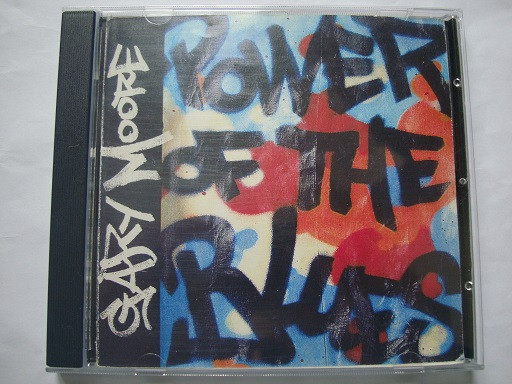 GARY MOORE
POWER
OF THE
BLUES